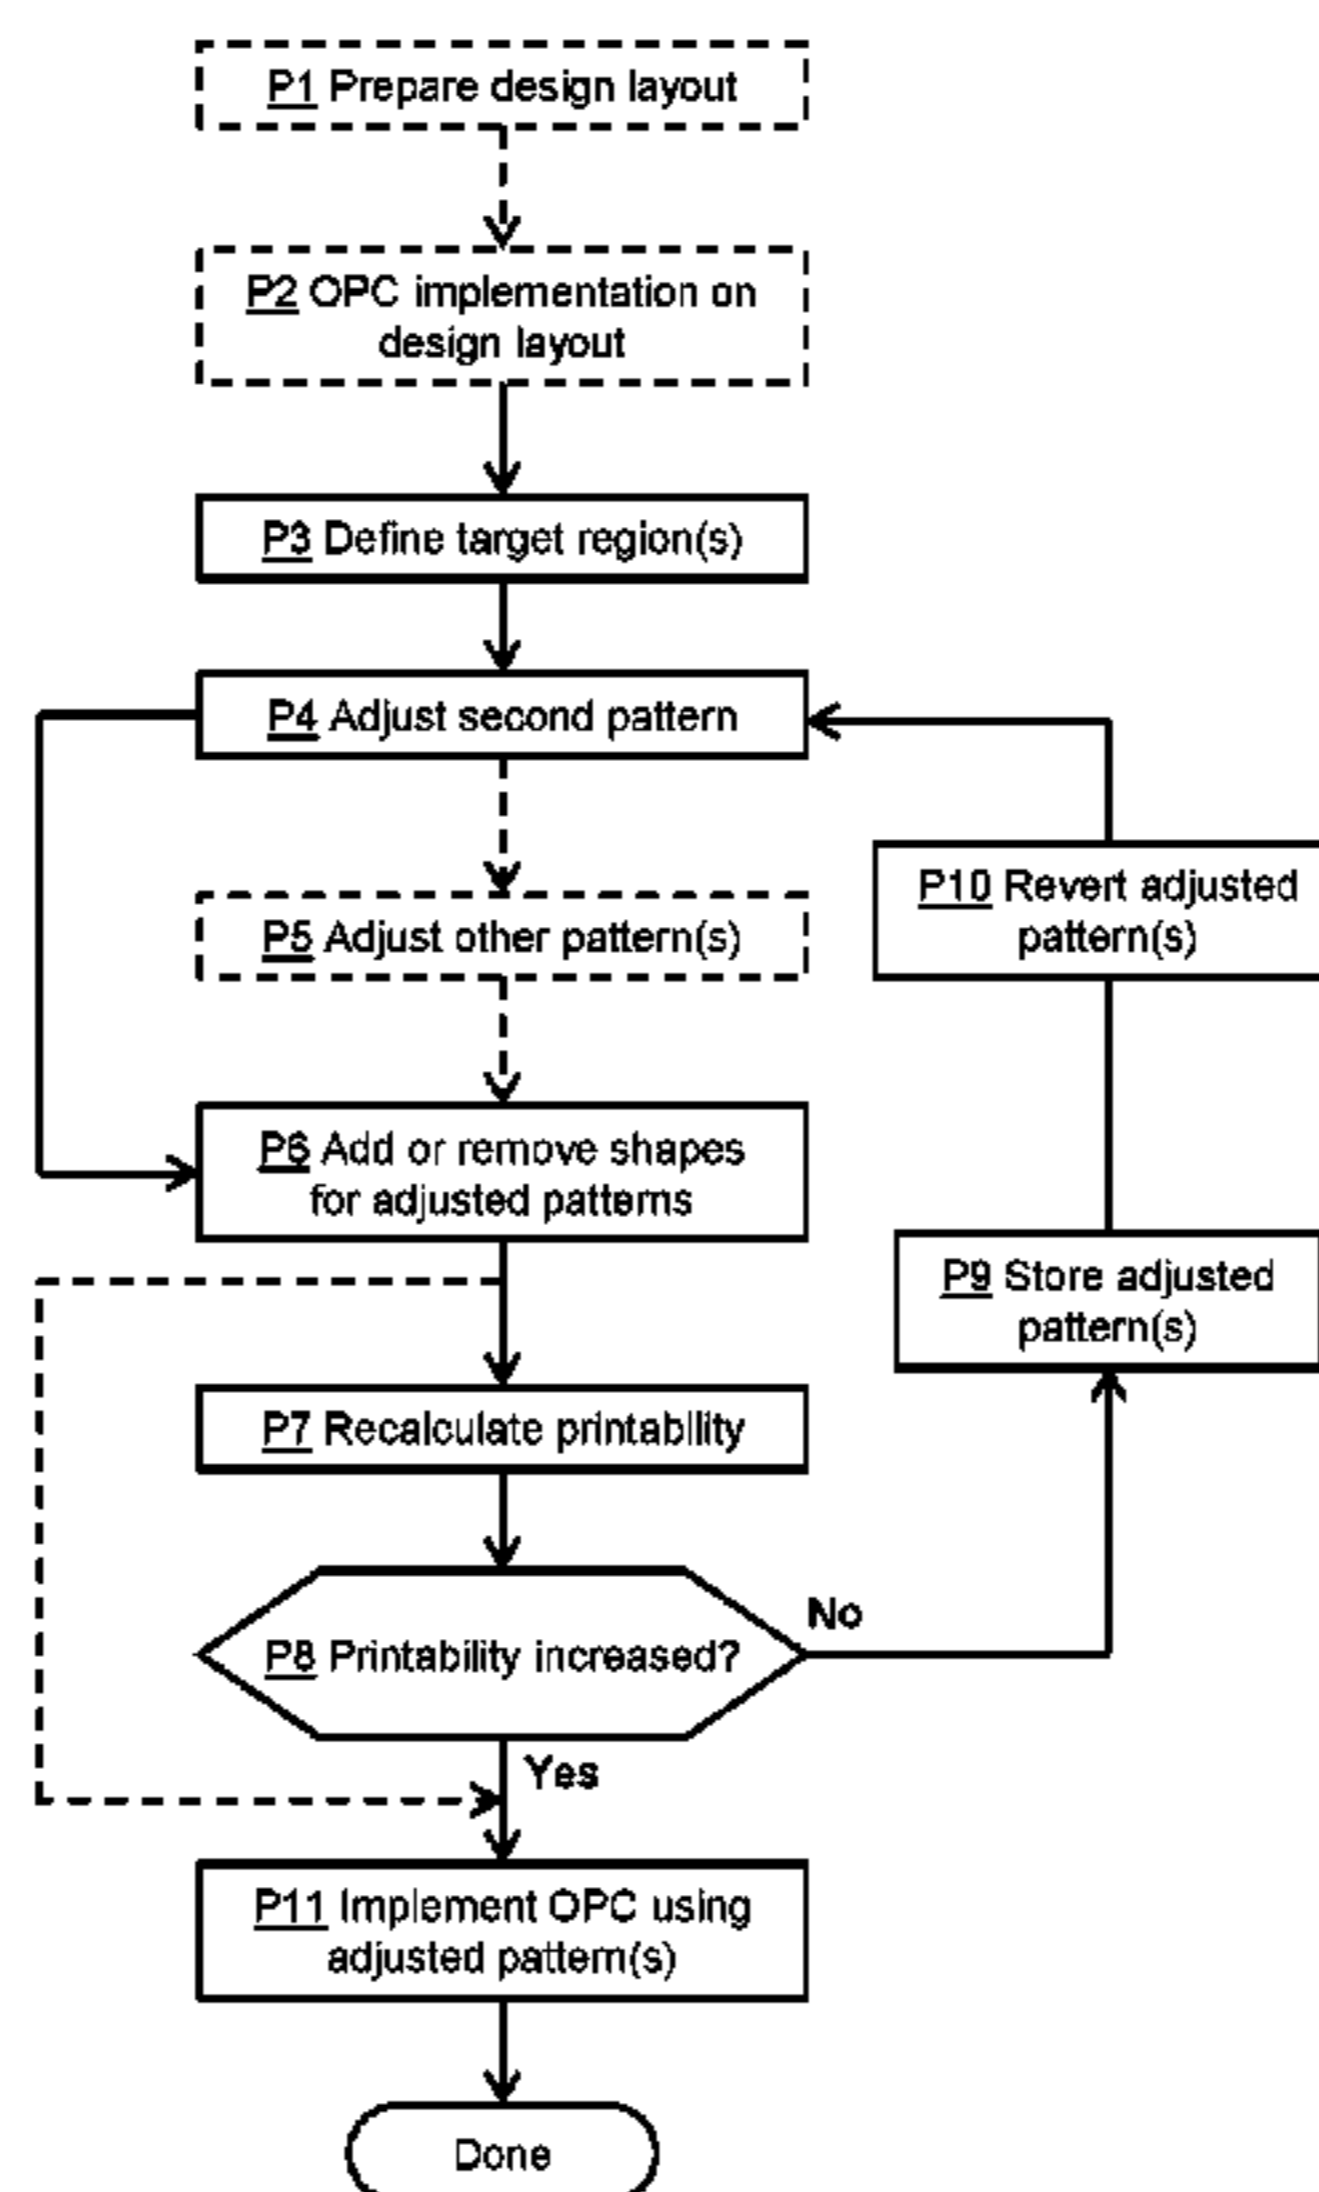 P1 Prepare design layout
P2 OPC implementation on
design layout
P3 Define target region(s)
P4 Adjust second pattern
P5 Adjust other pattern(s)
P10 Revert adjusted
pattern(s)
P6 Add or remove shapes
for adjusted patterns
P9 Store adjusted
pattern(s)
P7 Recalculate printability
P8 Printability increased?
No
Yes
P11 Implement OPC using
adjusted pattern(s)
Done